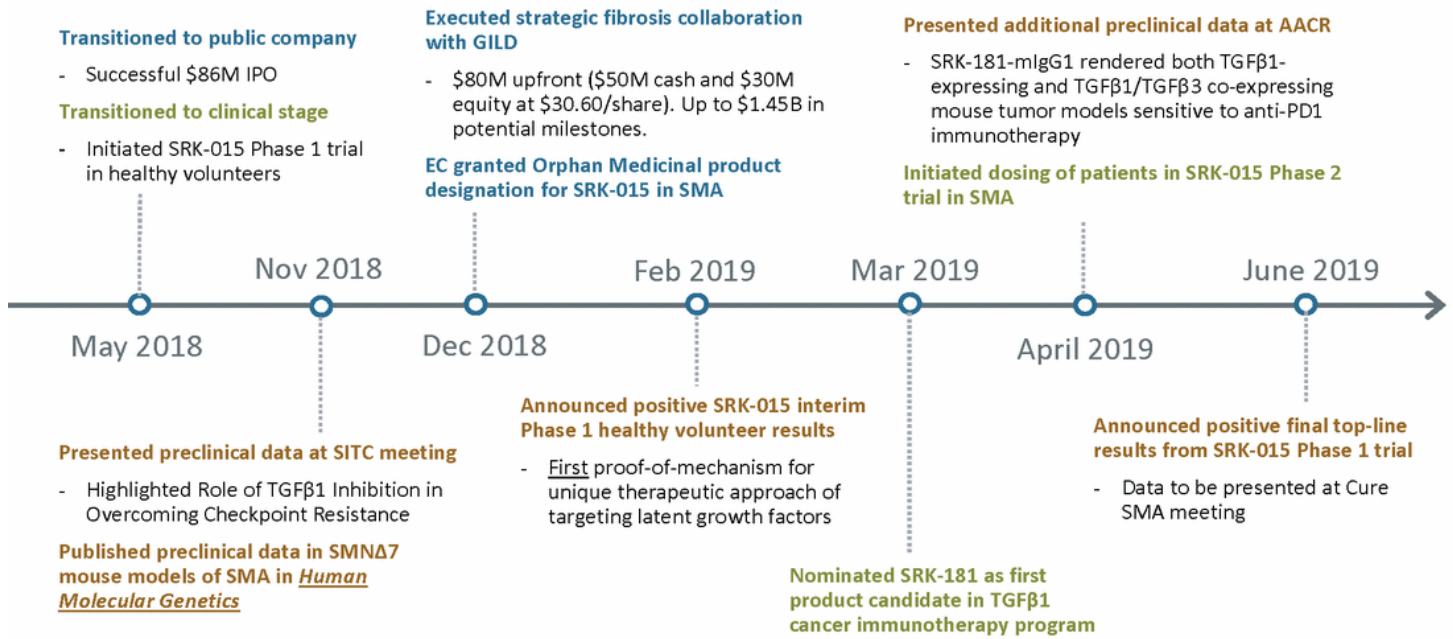 Transitioned to public company
- Successful $86M IPO
Transitioned to clinical stage
- Initiated SRK-015 Phase 1 trial
in healthy volunteers
Executed strategic fibrosis collaboration
with GILD
- $80M upfront ($50M cash and $30M
equity at $30.60/share). Up to $1.45B in
potential milestones.
EC granted Orphan Medicinal product
designation for SRK-015 in SMA
Presented additional preclinical data at AACR
- SRK-181-mIgG1 rendered both TGFβ1-
expressing and TGFβ1/TGFβ3 co-expressing
mouse tumor models sensitive to anti-PD1
immunotherapy
Initiated dosing of patients in SRK-015 Phase 2
trial in SMA
Nov 2018
Feb 2019
Mar 2019
June 2019
May 2018
Dec 2018
April 2019
Presented preclinical data at SITC meeting
- Highlighted Role of TGFβ1 Inhibition in
Overcoming Checkpoint Resistance
Published preclinical data in SMNΔ7
mouse models of SMA in Human
Molecular Genetics
Announced positive SRK-015 interim
Phase 1 healthy volunteer results
- First proof-of-mechanism for
unique therapeutic approach of
targeting latent growth factors
Nominated SRK-181 as first
product candidate in TGFβ1
cancer immunotherapy program
Announced positive final top-line
results from SRK-015 Phase 1 trial
- Data to be presented at Cure
SMA meeting